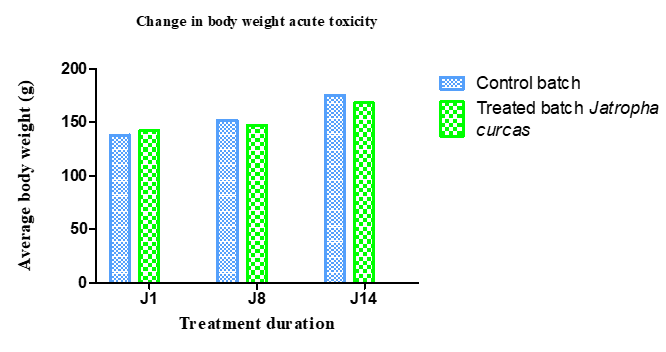 Change in body weight acute toxicity
200
150
100
50
0
Average body weight (g)
J1 J8 J14
Treatment duration
Control batch
Treated batch Jatropha
curcas